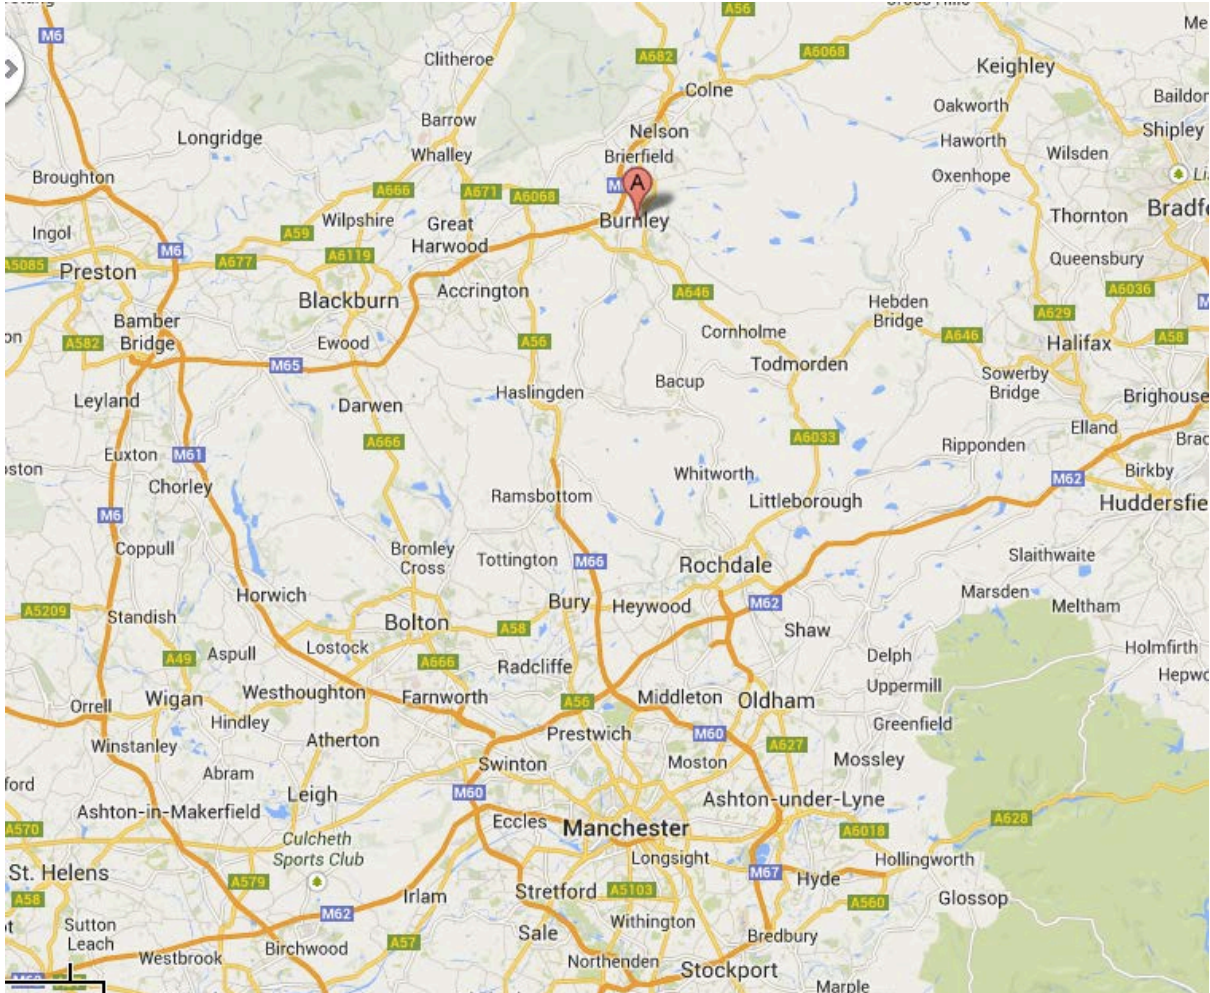 M6
A56
Clitheroe
A682
A6068
Keighley
Colne
Baildon
Oakworth
Barrow
Longridge
Nelson
Shipley
Haworth
Whalley
Brierfield
Wilsden
Broughton
Oxenhope
A
A666
A671
A6068
Wilpshire
Great
Harwood
Burnley
Thornton
Bradf
Ingol
A59
M6
A6119
A677
Queensbury
A5085
Preston
Blackburn
Accrington
A646
A6036
Hebden
Bridge
A629
Bamber
Bridge
Cornholme
A582
Ewood
A56
A646
Halifax
A58
M65
Todmorden
Sowerby
Bridge
Bacup
Haslingden
Brighouse
Leyland
Darwen
Elland
A666
A6033
Ripponden
Euxton
M61
Birkby
Whitworth
M62
Chorley
Ramsbottom
Littleborough
Huddersfie
M6
Coppull
Bromley
Cross
Tottington
M66
Rochdale
Slaithwaite
Marsden
Meltham
Horwich
Bury
Heywood
M62
A5209
Standish
Bolton
A58
Shaw
Holmfirth
A49
Aspull
Lostock
A666
Radcliffe
Delph
Uppermill
Hepwo
Orrell
Wigan
Westhoughton
Farnworth
A56
Middleton
Oldham
Greenfield
Hindley
Prestwich
M60
A627
Winstanley
Atherton
Swinton
Moston
Mossley
Abram
ford
Leigh
M60
Ashton-under-Lyne
Ashton-in-Makerfield
Eccles
Manchester
A628
A570
Culcheth
Sports Club
A6018
Longsight
Hollingworth
St. Helens
A579
M67
Hyde
Stretford
A5103
Irlam
A560
Glossop
A58
M62
Withington
Sutton
Leach
Sale
Bredbury
A57
Birchwood
Westbrook
Northenden
Stockport
Marple